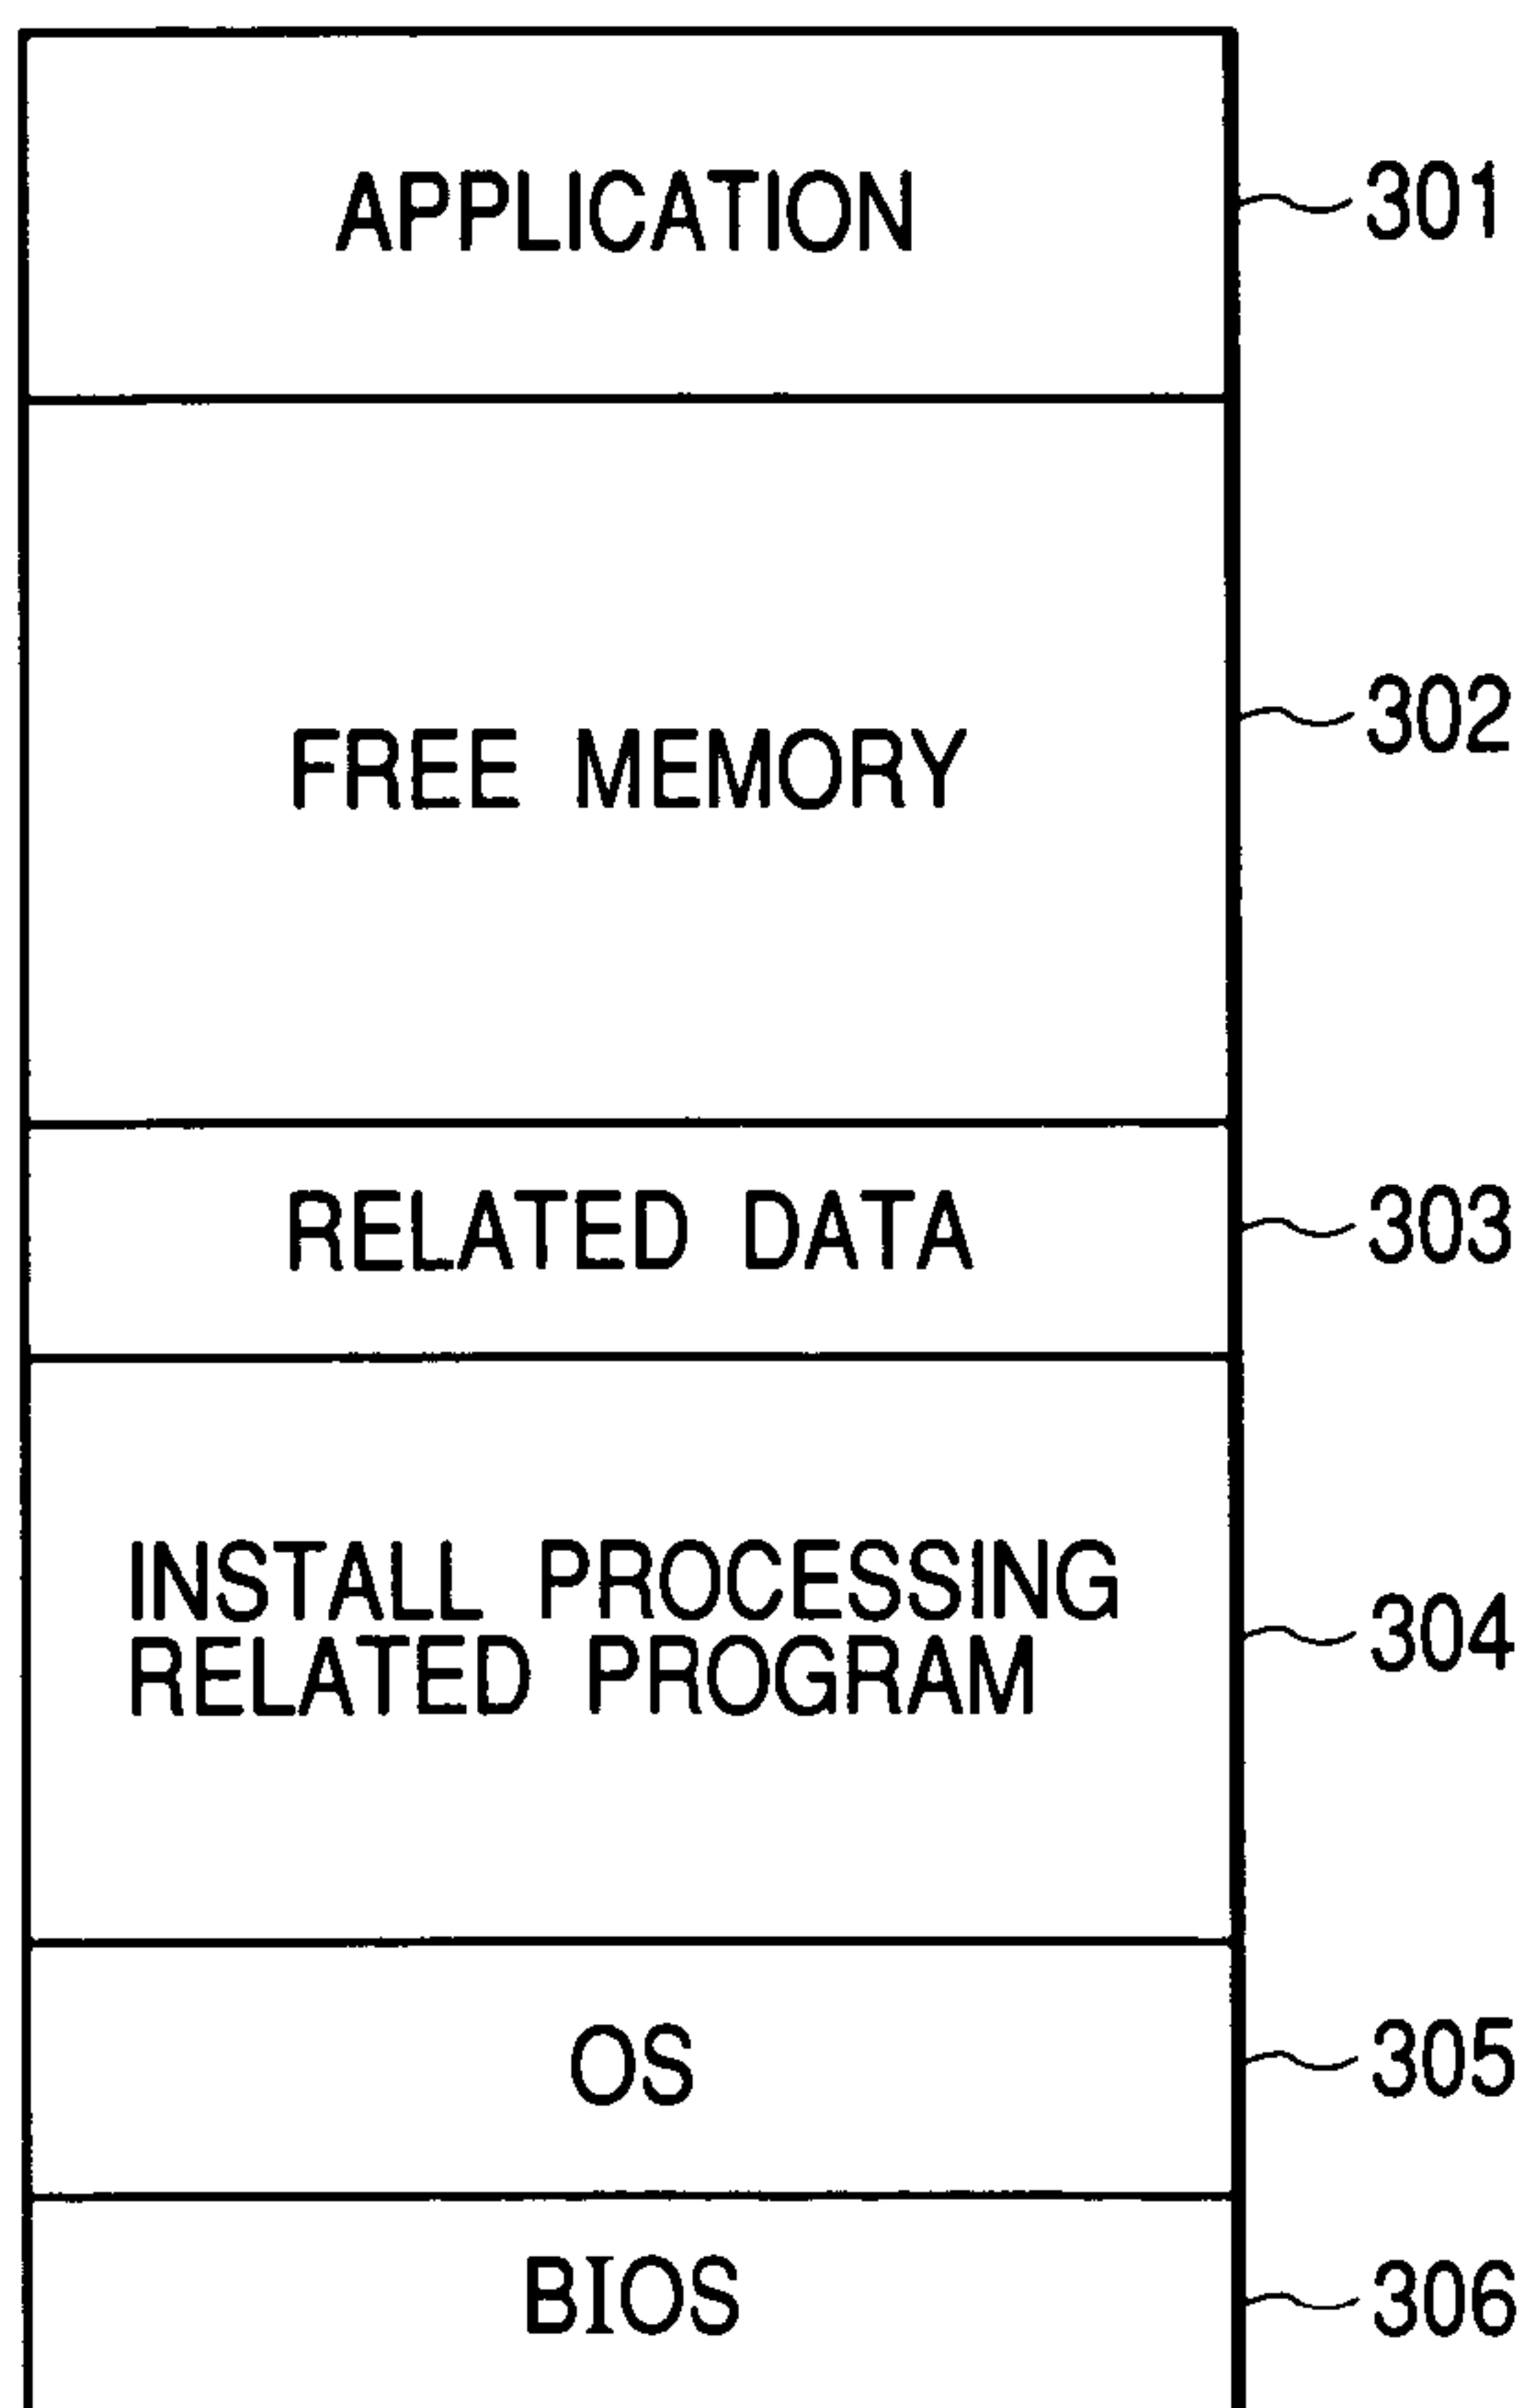 APPLICATION 301
FREE MEMORY 302
RELATED DATA 303
INSTALL PROCESSING
RELATED PROGRAM 304
OS 305
BIOS 306